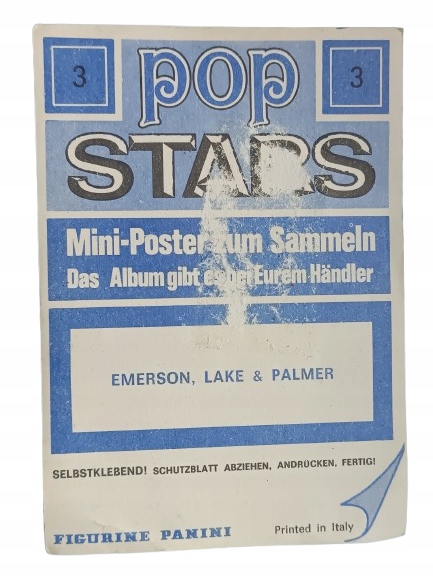 3 pop 3
STARS
Mini-Poster zum Sammeln
Das Album gibt es bei Eurem Händler
EMERSON, LAKE & PALMER
SELBSTKLEBEND! SCHUTZBLATT ABZIEHEN, ANDRÜCKEN, FERTIG!
FIGURINE PANINI
Printed in Italy